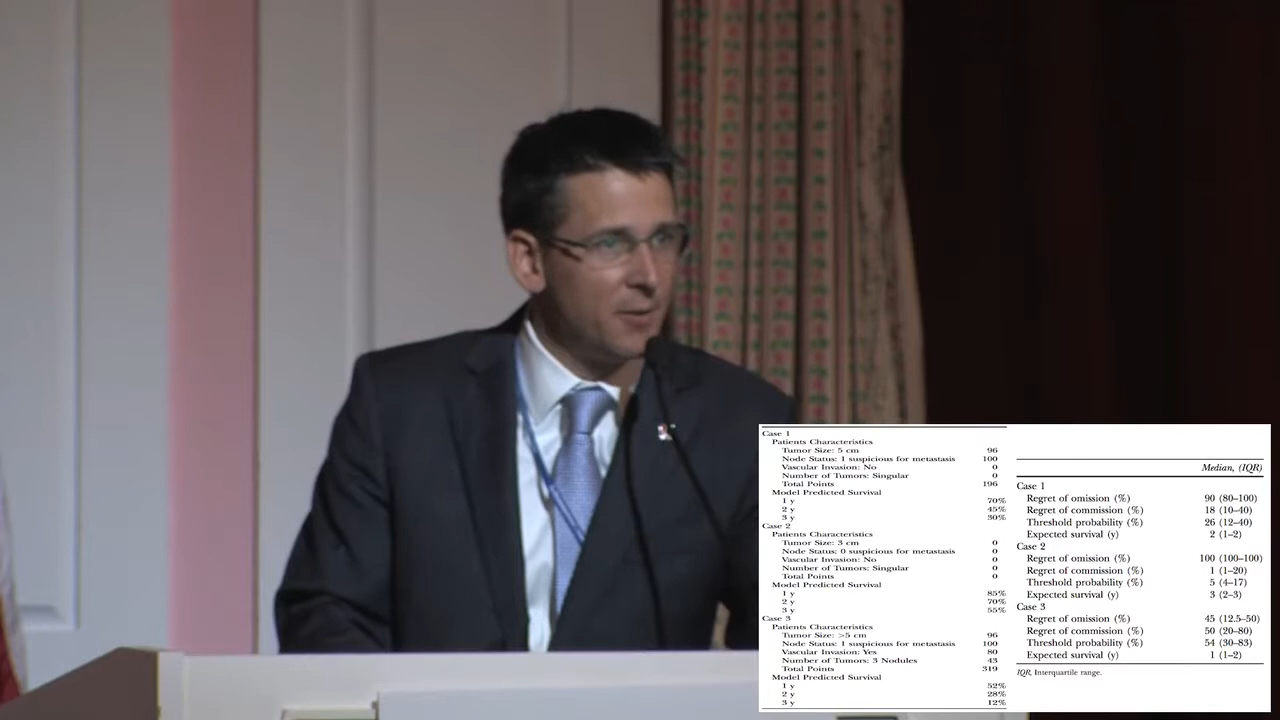 Case 1
Patients Characteristics
Tumor Size: 5 cm 96
Node Status: 1 suspicious for metastasis 100
Vascular Invasion: No 0
Number of Tumors: Singular 0
Total Points 196
Model Predicted Survival
1 y 70%
2 y 45%
3 y 30%
Case 2
Patients Characteristics
Tumor Size: 3 cm 0
Node Status: 0 suspicious for metastasis 0
Vascular Invasion: No 0
Number of Tumors: Singular 0
Total Points 0
Model Predicted Survival
1 y 85%
2 y 70%
3 y 55%
Case 3
Patients Characteristics
Tumor Size: >5 cm 96
Node Status: 1 suspicious for metastasis 100
Vascular Invasion: Yes 80
Number of Tumors: 3 Nodules 43
Total Points 319
Model Predicted Survival
1 y 52%
2 y 28%
3 y 12%
Median, (IQR)
Case 1
Regret of omission (%) 90 (80–100)
Regret of commission (%) 18 (10–40)
Threshold probability (%) 26 (12–40)
Expected survival (y) 2 (1–2)
Case 2
Regret of omission (%) 100 (100–100)
Regret of commission (%) 1 (1–20)
Threshold probability (%) 5 (4–17)
Expected survival (y) 3 (2–3)
Case 3
Regret of omission (%) 45 (12.5–50)
Regret of commission (%) 50 (20–80)
Threshold probability (%) 54 (30–83)
Expected survival (y) 1 (1–2)
IQR, Interquartile range.